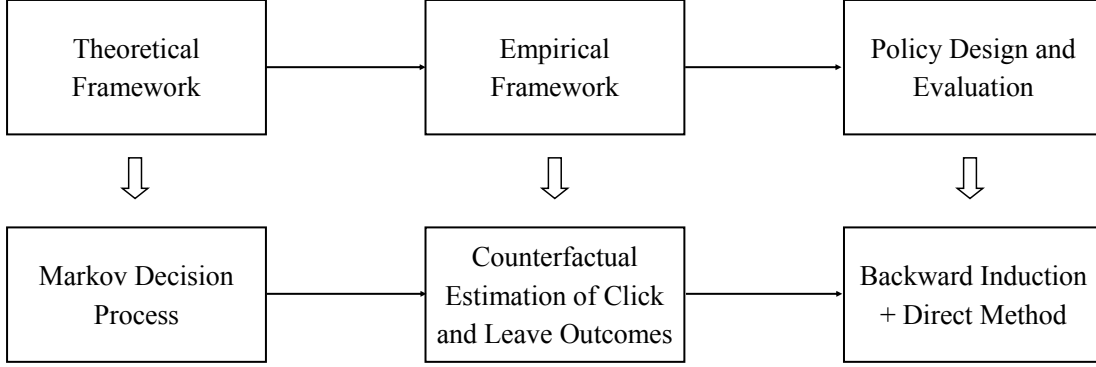 Theoretical
Framework
Empirical
Framework
Policy Design and
Evaluation
Markov Decision
Process
Counterfactual
Estimation of Click
and Leave Outcomes
Backward Induction
+ Direct Method